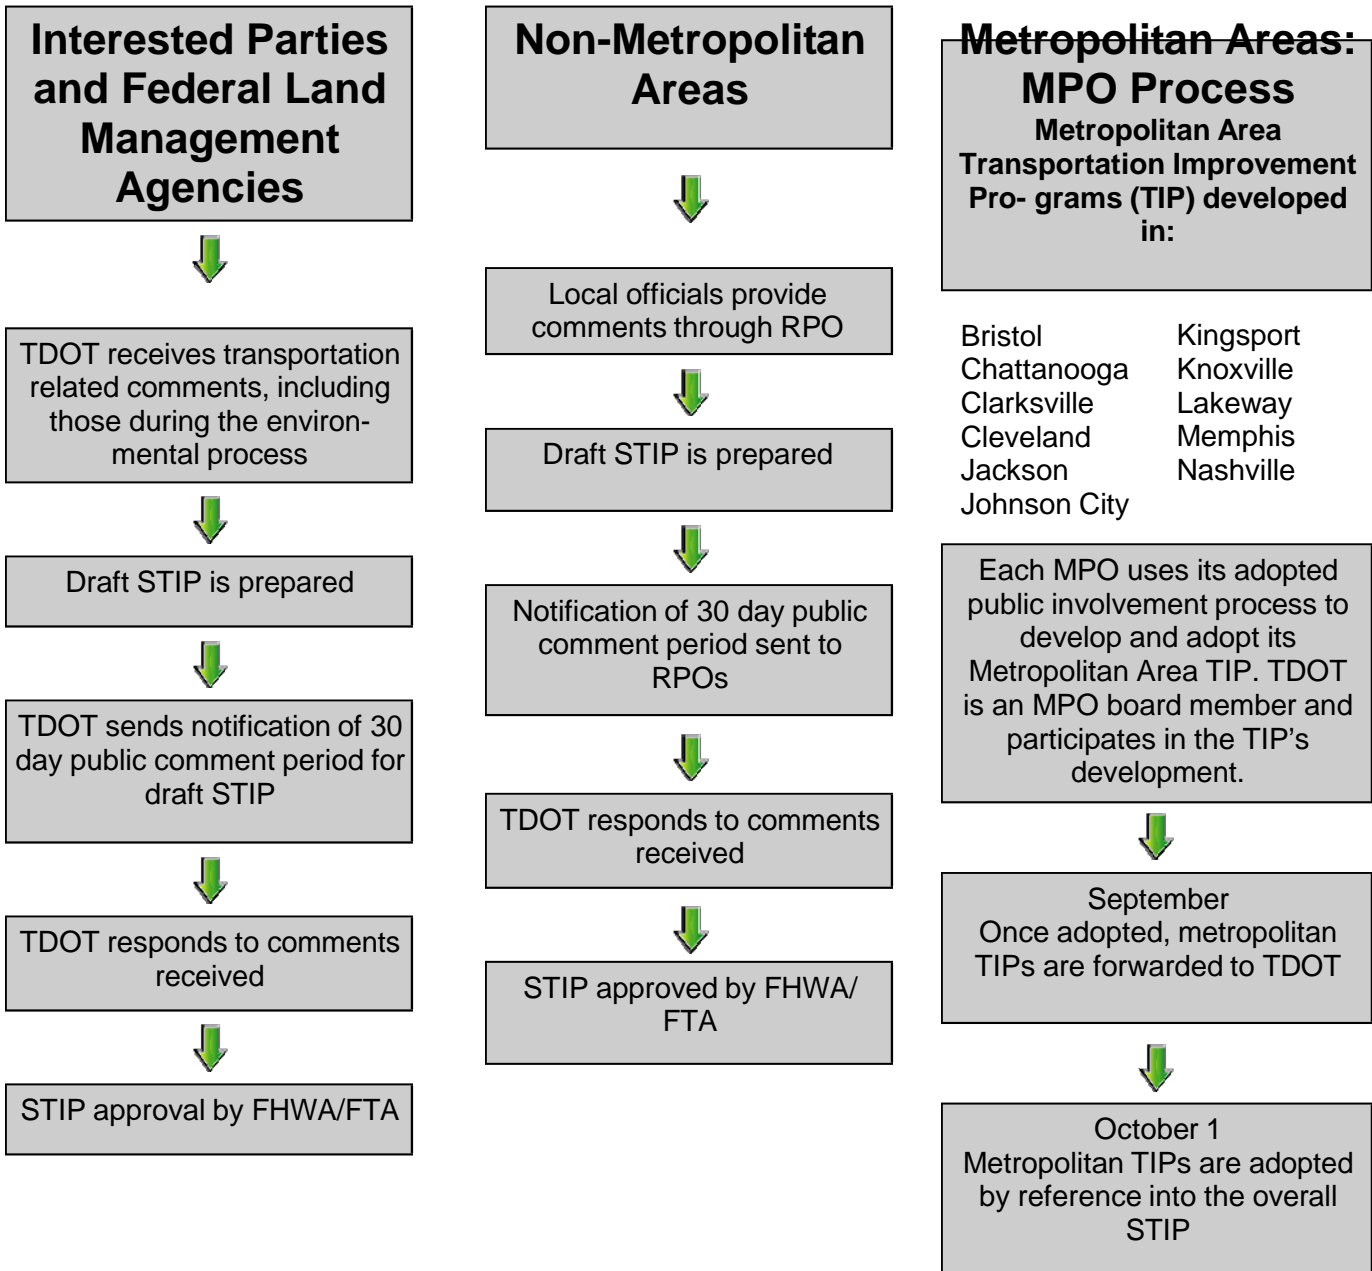 Interested Parties
and Federal Land
Management
Agencies
TDOT receives transportation
related comments, including
those during the environ-
mental process
Draft STIP is prepared
TDOT sends notification of 30
day public comment period for
draft STIP
TDOT responds to comments
received
STIP approval by FHWA/FTA
Non-Metropolitan
Areas
Local officials provide
comments through RPO
Draft STIP is prepared
Notification of 30 day public
comment period sent to
RPOs
TDOT responds to comments
received
STIP approved by FHWA/
FTA
Metropolitan Areas:
MPO Process
Metropolitan Area
Transportation Improvement
Pro- grams (TIP) developed
in:
Bristol
Chattanooga
Clarksville
Cleveland
Jackson
Johnson City
Kingsport
Knoxville
Lakeway
Memphis
Nashville
Each MPO uses its adopted
public involvement process to
develop and adopt its
Metropolitan Area TIP. TDOT
is an MPO board member and
participates in the TIP’s
development.
September
Once adopted, metropolitan
TIPs are forwarded to TDOT
October 1
Metropolitan TIPs are adopted
by reference into the overall
STIP